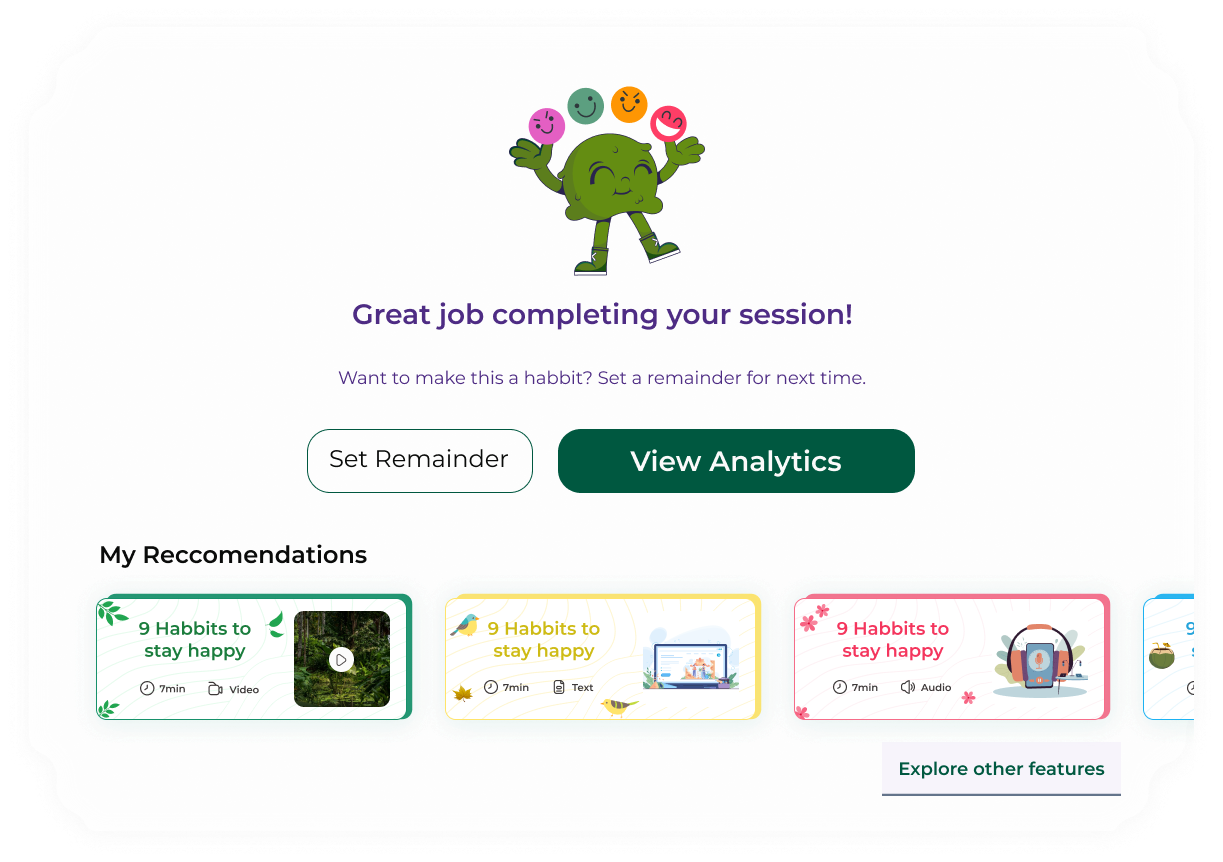 Great job completing your session!
Want to make this a habbit? Set a remainder for next time.
Set Remainder
View Analytics
My Reccomendations
9 Habbits to
stay happy
7min
Video
9 Habbits to
stay happy
7min
Text
9 Habbits to
stay happy
7min
Audio
9
Explore other features